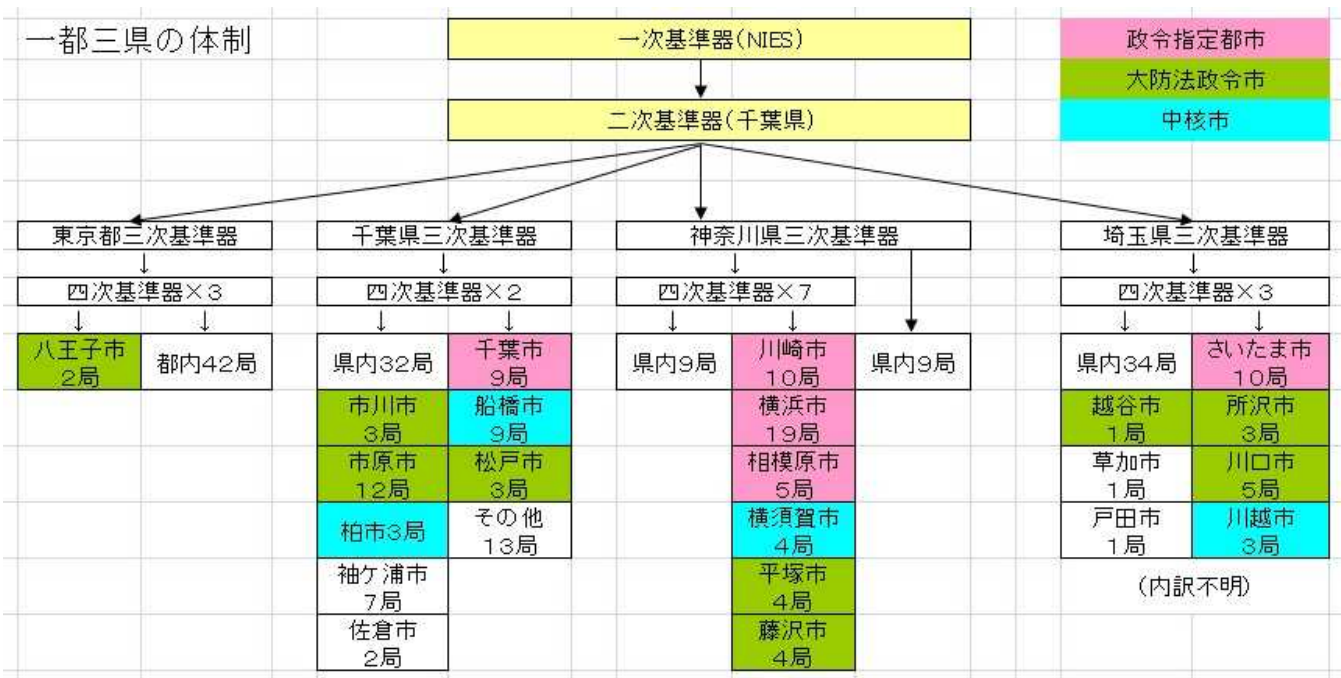 一都三県の体制
一次基準器(NIES)
政令指定都市
大防法政令市
二次基準器(千葉県)
中核市
東京都三次基準器
千葉県三次基準器
神奈川県三次基準器
埼玉県三次基準器
四次基準器×3
四次基準器×2
四次基準器×7
四次基準器×3
八王子市
2局
都内42局
県内32局
千葉市
9局
県内9局
川崎市
10局
県内9局
県内34局
さいたま市
10局
市川市
3局
船橋市
9局
横浜市
19局
越谷市
1局
所沢市
3局
市原市
12局
松戸市
3局
相模原市
5局
草加市
1局
川口市
5局
柏市3局
その他
13局
横須賀市
4局
戸田市
1局
川越市
3局
袖ケ浦市
7局
平塚市
4局
(内訳不明)
佐倉市
2局
藤沢市
4局